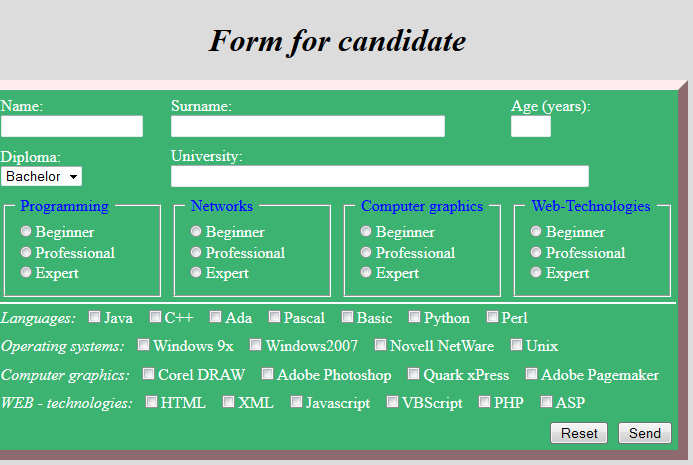 Form for candidate
Name: Surname: Age (years):
Diploma: University:
Bachelor
Programming Networks Computer graphics Web-Technologies
Beginner Beginner Beginner Beginner
Professional Professional Professional Professional
Expert Expert Expert Expert
Languages: Java C++ Ada Pascal Basic Python Perl
Operating systems: Windows 9x Windows2007 Novell NetWare Unix
Computer graphics: Corel DRAW Adobe Photoshop Quark xPress Adobe Pagemaker
WEB - technologies: HTML XML Javascript VBScript PHP ASP
Reset Send